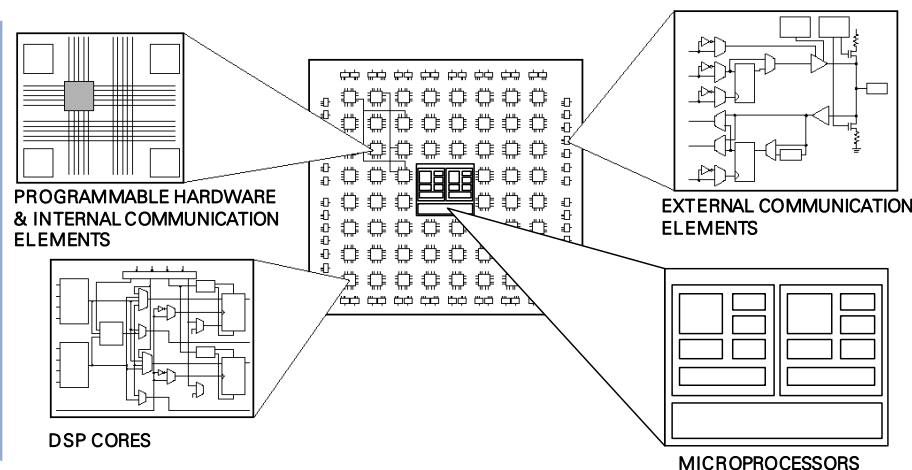 PROGRAMMABLE HARDWARE
& INTERNAL COMMUNICATION
ELEMENTS
EXTERNAL COMMUNICATION
ELEMENTS
DSP CORES
MICROPROCESSORS